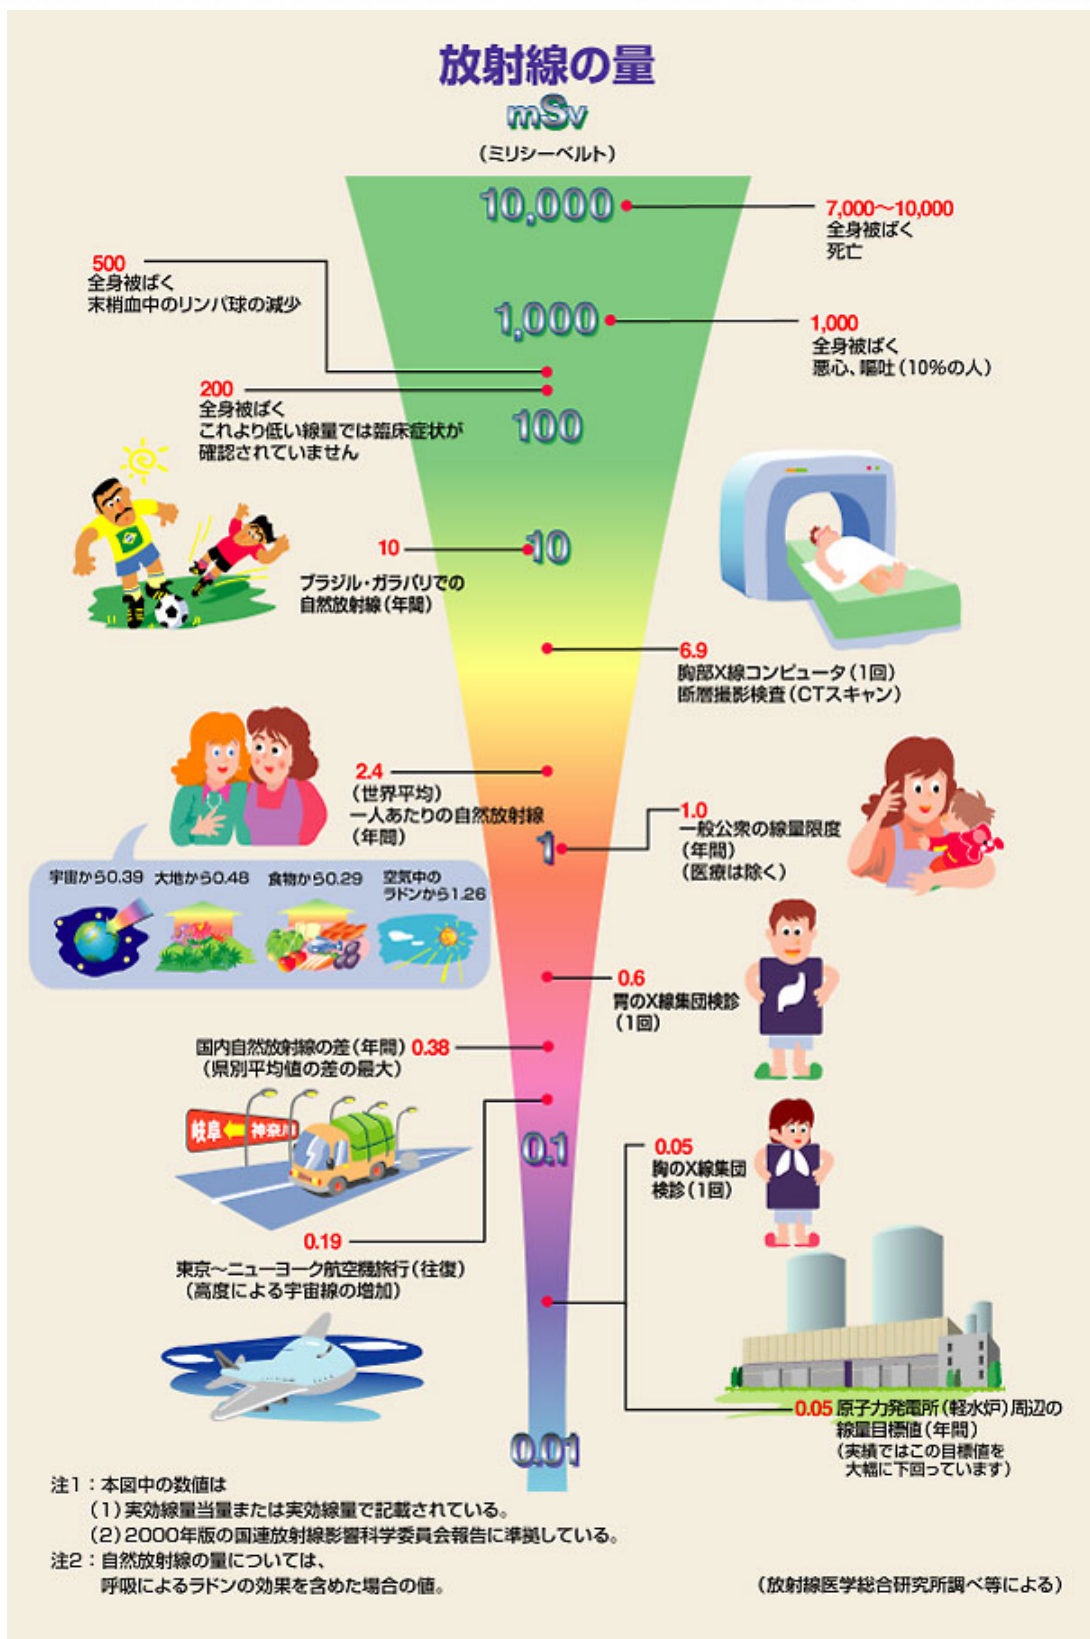 放射線の量
mSv
（ミリシーベルト）
10,000
7,000～10,000
全身被ばく
死亡
500
全身被ばく
末梢血中のリンパ球の減少
1,000
1,000
全身被ばく
悪心、嘔吐（10%の人）
200
全身被ばく
これより低い線量では臨床症状が
確認されていません
100
10
10
ブラジル・ガラパリでの
自然放射線（年間）
6.9
胸部X線コンピュータ（1回）
断層撮影検査（CTスキャン）
2.4
（世界平均）
一人あたりの自然放射線
（年間）
1.0
一般公衆の線量限度
（年間）
（医療は除く）
1
宇宙から0.39
大地から0.48
食物から0.29
空気中の
ラドンから1.26
0.6
胃のX線集団検診
（1回）
国内自然放射線の差（年間） 0.38
（県別平均値の差の最大）
岐阜 神奈川
0.1
0.05
胸のX線集団
検診（1回）
0.19
東京～ニューヨーク航空機旅行（往復）
（高度による宇宙線の増加）
0.05 原子力発電所（軽水炉）周辺の
線量目標値（年間）
（実績ではこの目標値を
大幅に下回っています）
0.01
注1：本図中の数値は
（1）実効線量当量または実効線量で記載されている。
（2）2000年版の国連放射線影響科学委員会報告に準拠している。
注2：自然放射線の量については、
呼吸によるラドンの効果を含めた場合の値。
（放射線医学総合研究所調べ等による）